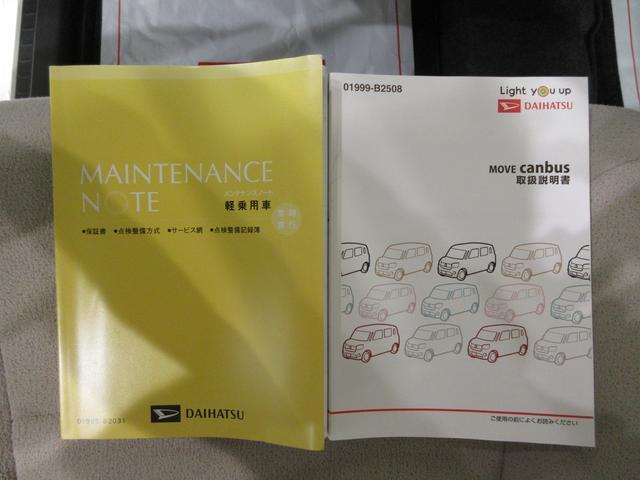 MAINTENANCE
NOTE
メンテナンスノート
軽乗用車
●保証書 ●点検整備方式 ●サービス網 ●点検整備記録簿
01999-B2031
DAIHATSU
01999-B2508
Light you up
DAIHATSU
MOVE canbus
取扱説明書
ご使用の前によくお読みください